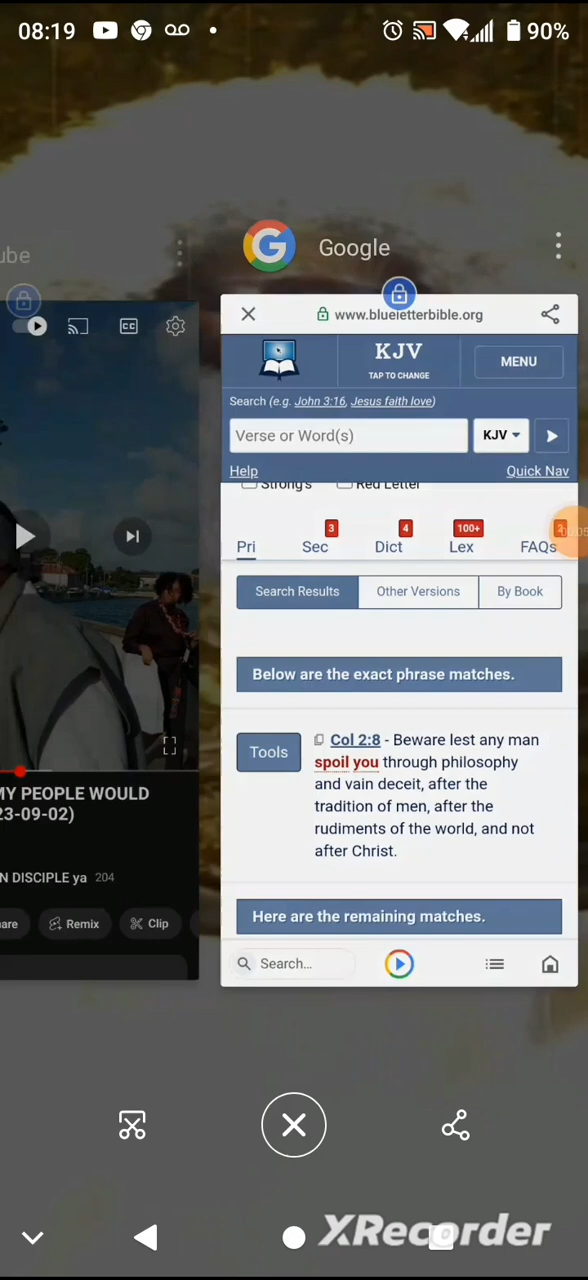 08:19
90%
ube
Google
www.blueletterbible.org
KJV
TAP TO CHANGE
MENU
Search (e.g. John 3:16, Jesus faith love)
Verse or Word(s)
KJV
Help
Quick Nav
Strong's
Red Letter
3
4
100+
2
Pri
Sec
Dict
Lex
FAQs
Search Results
Other Versions
By Book
Below are the exact phrase matches.
Tools
Col 2:8 - Beware lest any man
spoil you through philosophy
and vain deceit, after the
tradition of men, after the
rudiments of the world, and not
after Christ.
Here are the remaining matches.
Search...
CC
MY PEOPLE WOULD
23-09-02)
N DISCIPLE ya 204
are
Remix
Clip
XRecorder